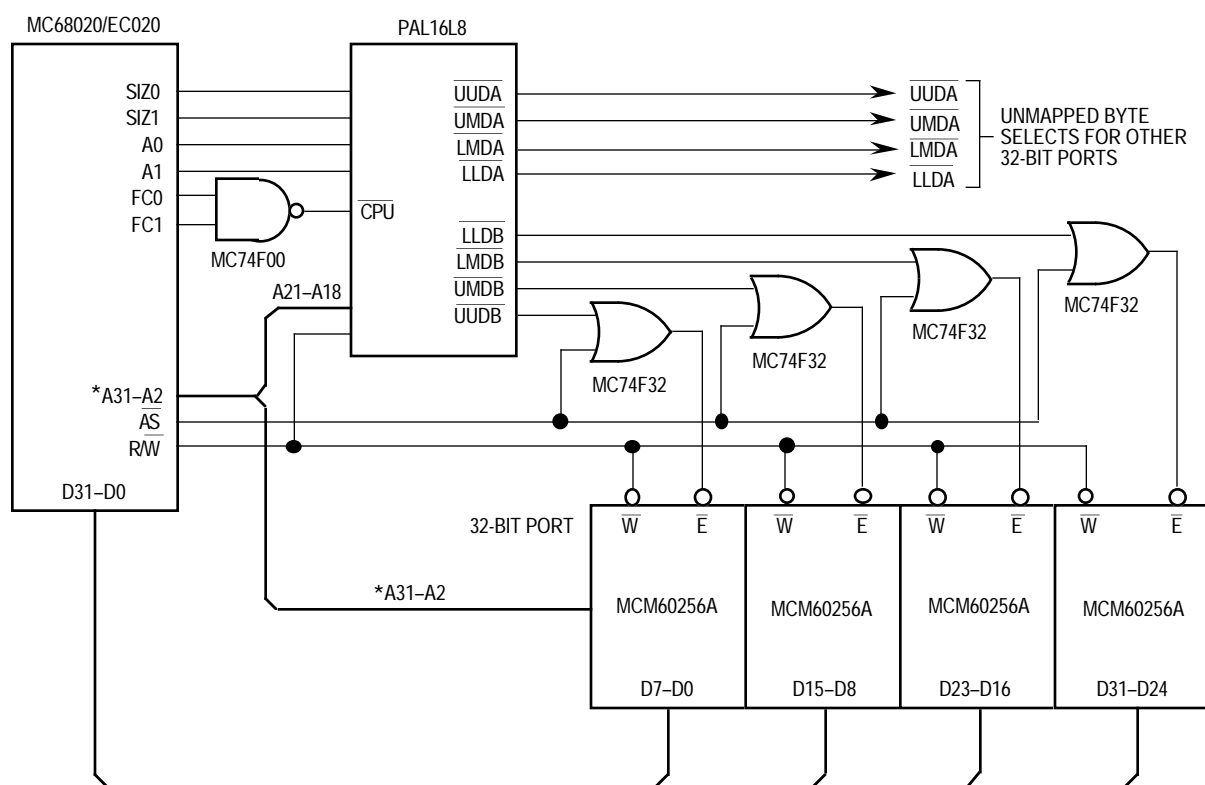 MC68020/EC020
PAL16L8
SIZ0
SIZ1
A0
A1
FC0
FC1
MC74F00
CPU
A21–A18
UUDA
UMDA
LMDA
LLDA
LLDB
LMDB
UMDB
UUDB
UUDA
UMDA
LMDA
LLDA
UNMAPPED BYTE
SELECTS FOR OTHER
32-BIT PORTS
MC74F32
MC74F32
MC74F32
MC74F32
*A31–A2
AS
R/W
D31–D0
32-BIT PORT
*A31–A2
W E
MCM60256A
D7–D0
W E
MCM60256A
D15–D8
W E
MCM60256A
D23–D16
W E
MCM60256A
D31–D24